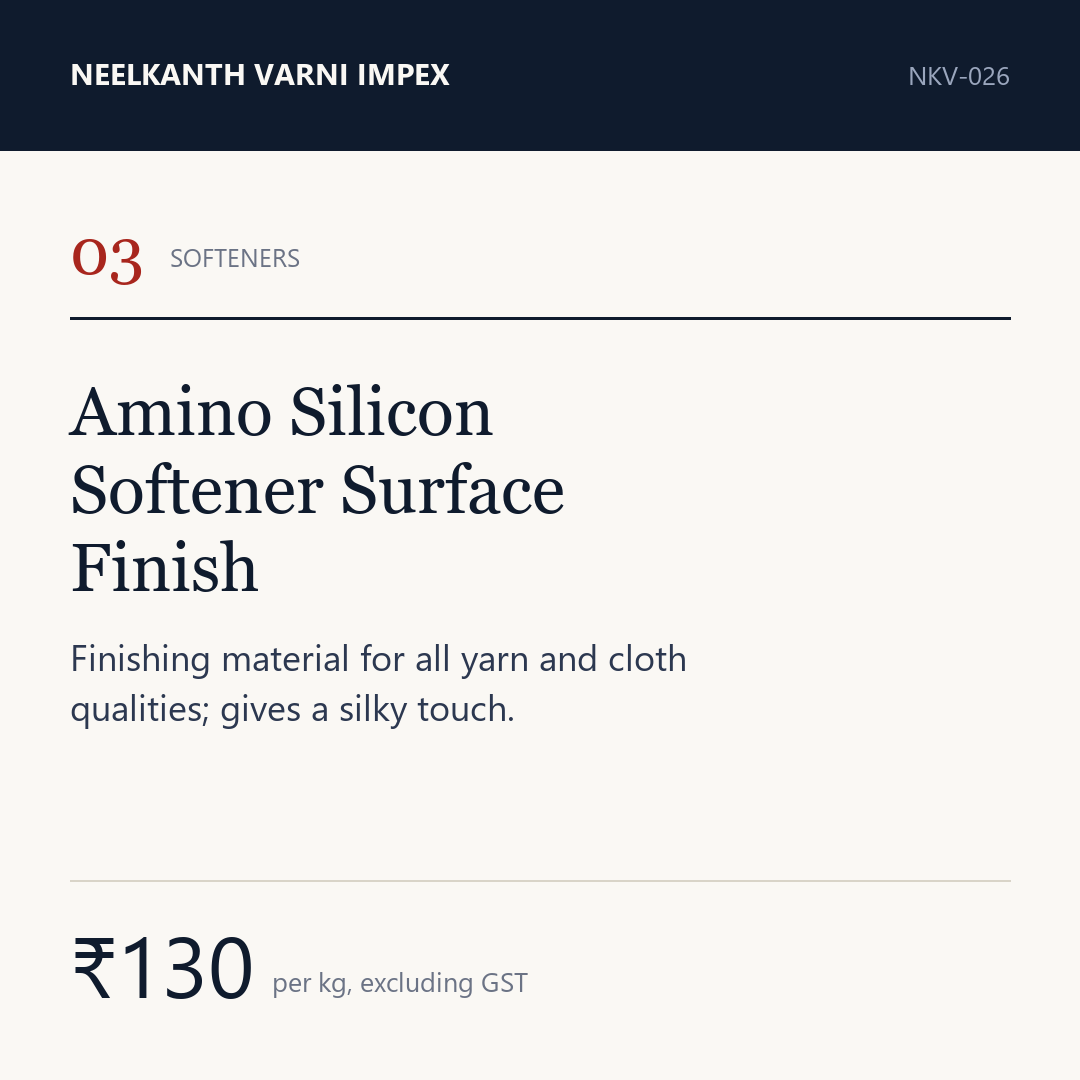 NEELKANTH VARNI IMPEX
NKV-026
03 SOFTENERS
Amino Silicon
Softener Surface
Finish
Finishing material for all yarn and cloth
qualities; gives a silky touch.
₹130 per kg, excluding GST